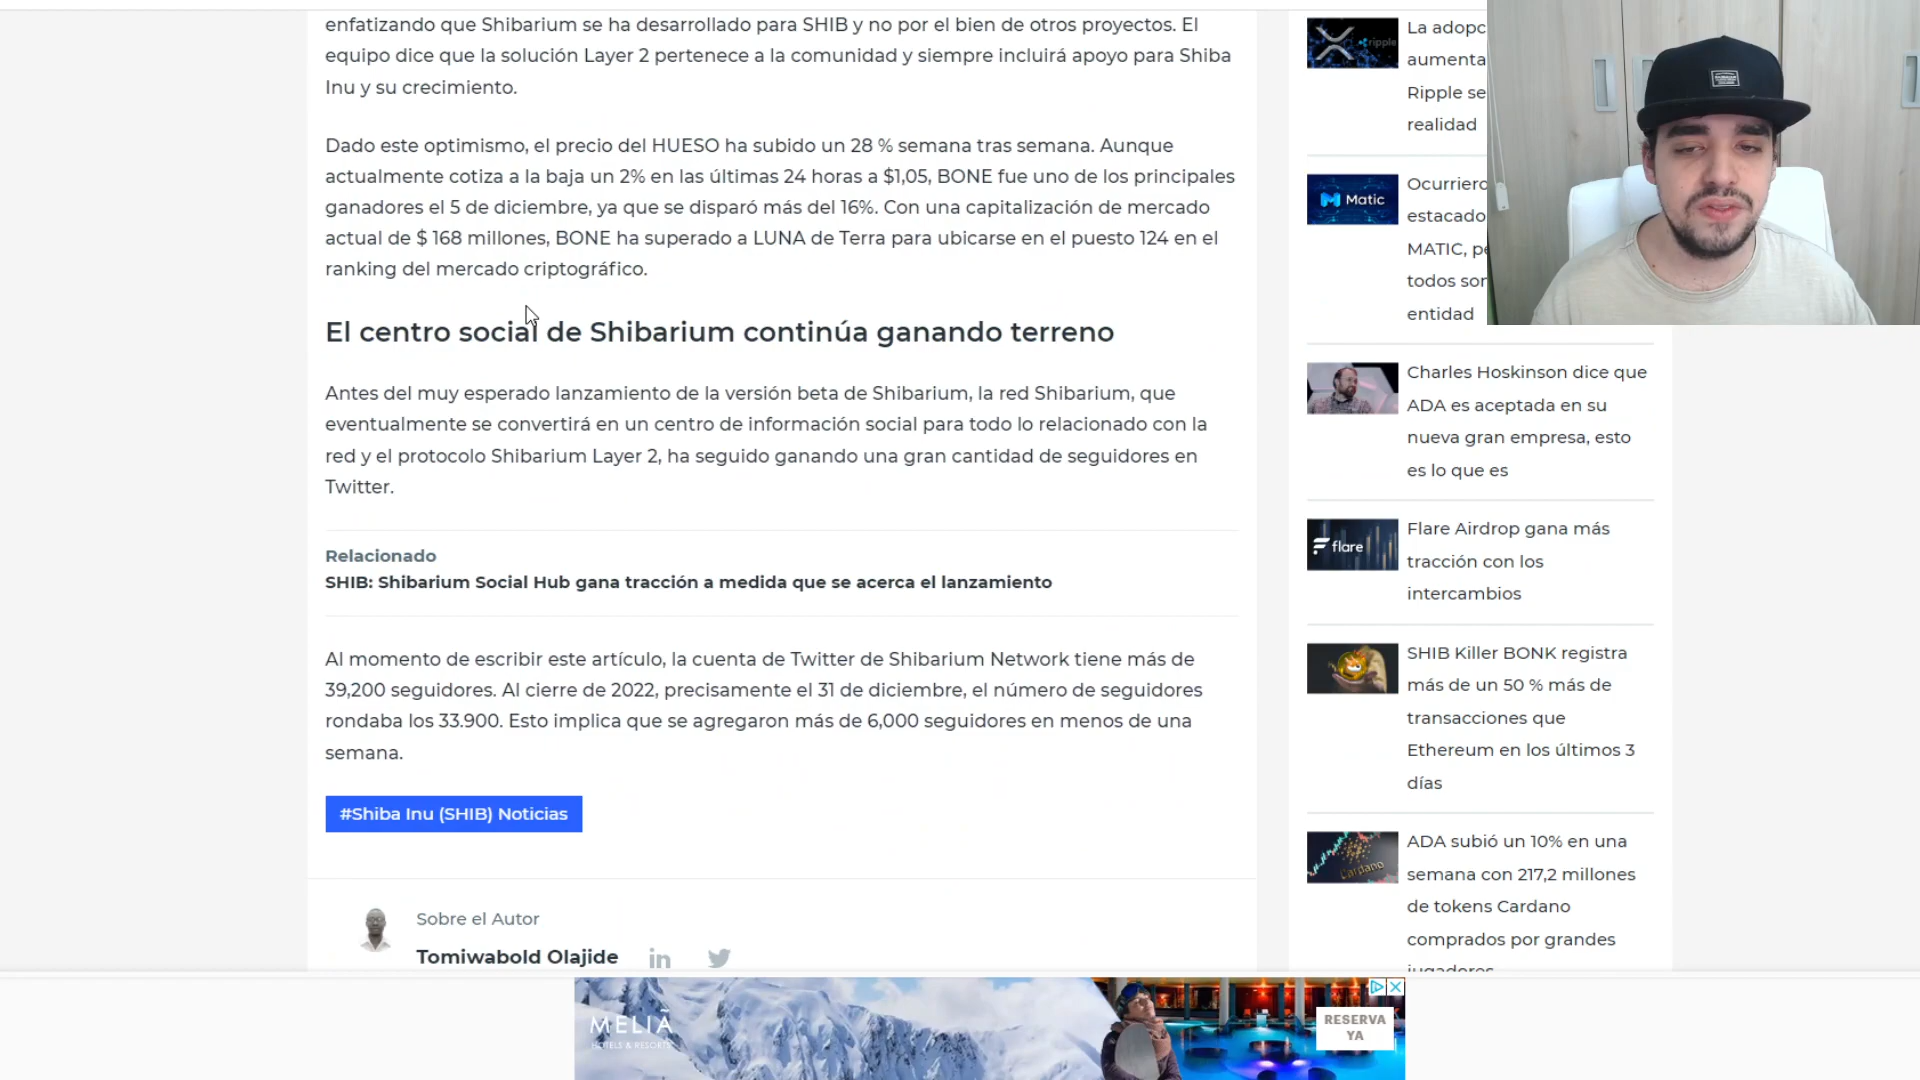 enfatizando que Shibarium se ha desarrollado para SHIB y no por el bien de otros proyectos. El
equipo dice que la solución Layer 2 pertenece a la comunidad y siempre incluirá apoyo para Shiba
Inu y su crecimiento.
Dado este optimismo, el precio del HUESO ha subido un 28 % semana tras semana. Aunque
actualmente cotiza a la baja un 2% en las últimas 24 horas a $1,05, BONE fue uno de los principales
ganadores el 5 de diciembre, ya que se disparó más del 16%. Con una capitalización de mercado
actual de $ 168 millones, BONE ha superado a LUNA de Terra para ubicarse en el puesto 124 en el
ranking del mercado criptográfico.
El centro social de Shibarium continúa ganando terreno
Antes del muy esperado lanzamiento de la versión beta de Shibarium, la red Shibarium, que
eventualmente se convertirá en un centro de información social para todo lo relacionado con la
red y el protocolo Shibarium Layer 2, ha seguido ganando una gran cantidad de seguidores en
Twitter.
Relacionado
SHIB: Shibarium Social Hub gana tracción a medida que se acerca el lanzamiento
Al momento de escribir este artículo, la cuenta de Twitter de Shibarium Network tiene más de
39,200 seguidores. Al cierre de 2022, precisamente el 31 de diciembre, el número de seguidores
rondaba los 33.900. Esto implica que se agregaron más de 6,000 seguidores en menos de una
semana.
#Shiba Inu (SHIB) Noticias
Sobre el Autor
Tomiwabold Olajide
in
ripple
La adopc
aumenta
Ripple se
realidad
Matic
Ocurriero
estacado
MATIC, pe
todos son
entidad
Charles Hoskinson dice que
ADA es aceptada en su
nueva gran empresa, esto
es lo que es
flare
Flare Airdrop gana más
tracción con los
intercambios
SHIB Killer BONK registra
más de un 50 % más de
transacciones que
Ethereum en los últimos 3
días
Cardano
ADA subió un 10% en una
semana con 217,2 millones
de tokens Cardano
comprados por grandes
jugadores
MELIÃ
HOTELS & RESORTS
RESERVA
YA